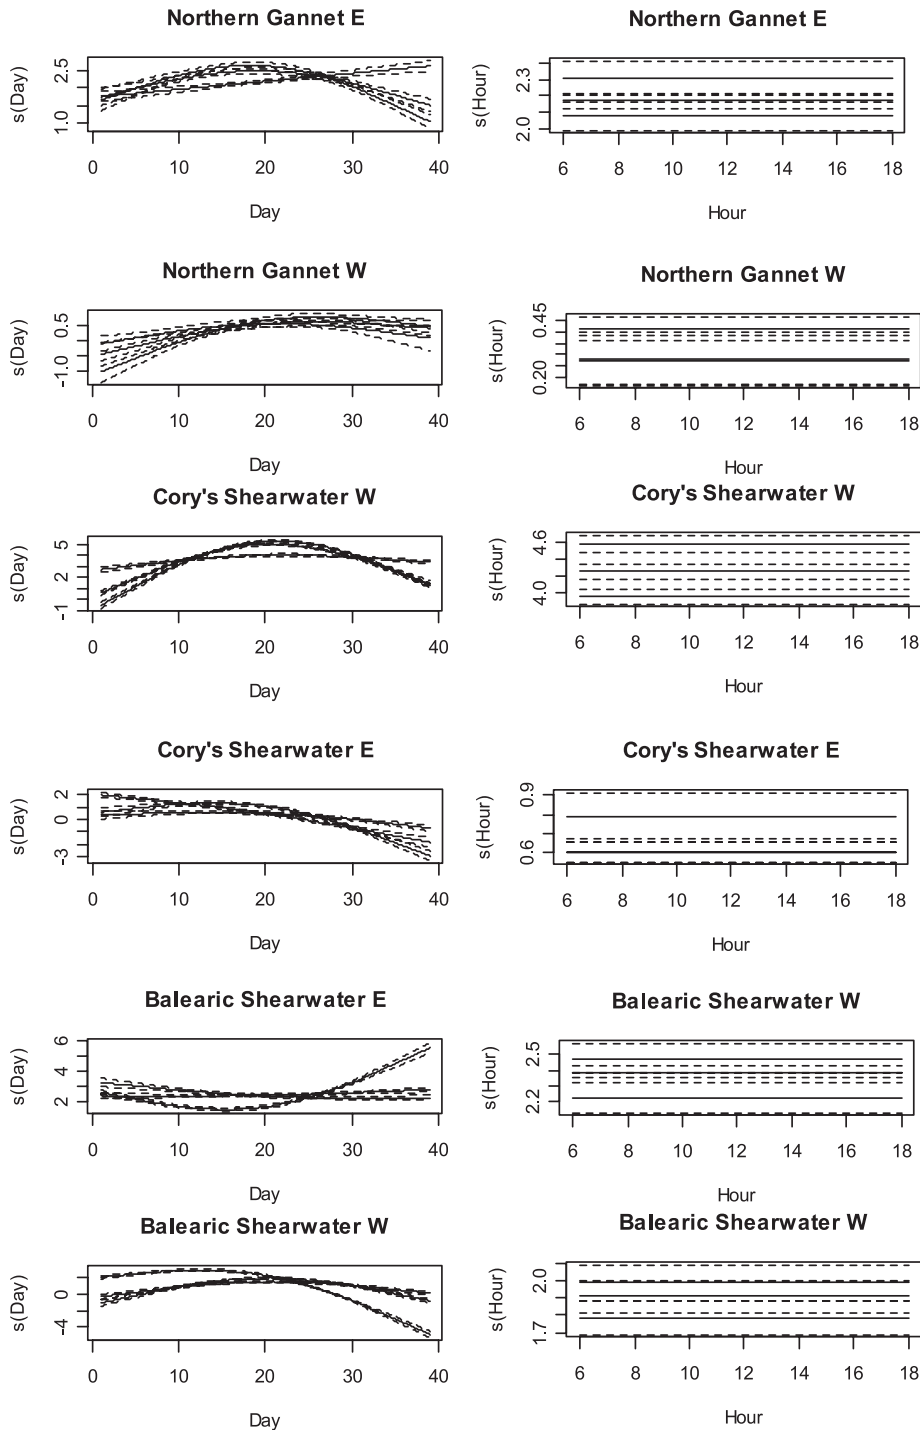 Northern Gannet E
s(Day)
2.5
1.0
0 10 20 30 40
Day
Northern Gannet E
s(Hour)
2.3
2.0
6 8 10 12 14 16 18
Hour
Northern Gannet W
s(Day)
0.5
-1.0
0 10 20 30 40
Day
Northern Gannet W
s(Hour)
0.45
0.20
6 8 10 12 14 16 18
Hour
Cory's Shearwater W
s(Day)
5
2
-1
0 10 20 30 40
Day
Cory's Shearwater W
s(Hour)
4.6
4.0
6 8 10 12 14 16 18
Hour
Cory's Shearwater E
s(Day)
2
0
-3
0 10 20 30 40
Day
Cory's Shearwater E
s(Hour)
0.9
0.6
6 8 10 12 14 16 18
Hour
Balearic Shearwater E
s(Day)
6
4
2
0 10 20 30 40
Day
Balearic Shearwater W
s(Hour)
2.5
2.2
6 8 10 12 14 16 18
Hour
Balearic Shearwater W
s(Day)
0
-4
0 10 20 30 40
Day
Balearic Shearwater W
s(Hour)
2.0
1.7
6 8 10 12 14 16 18
Hour